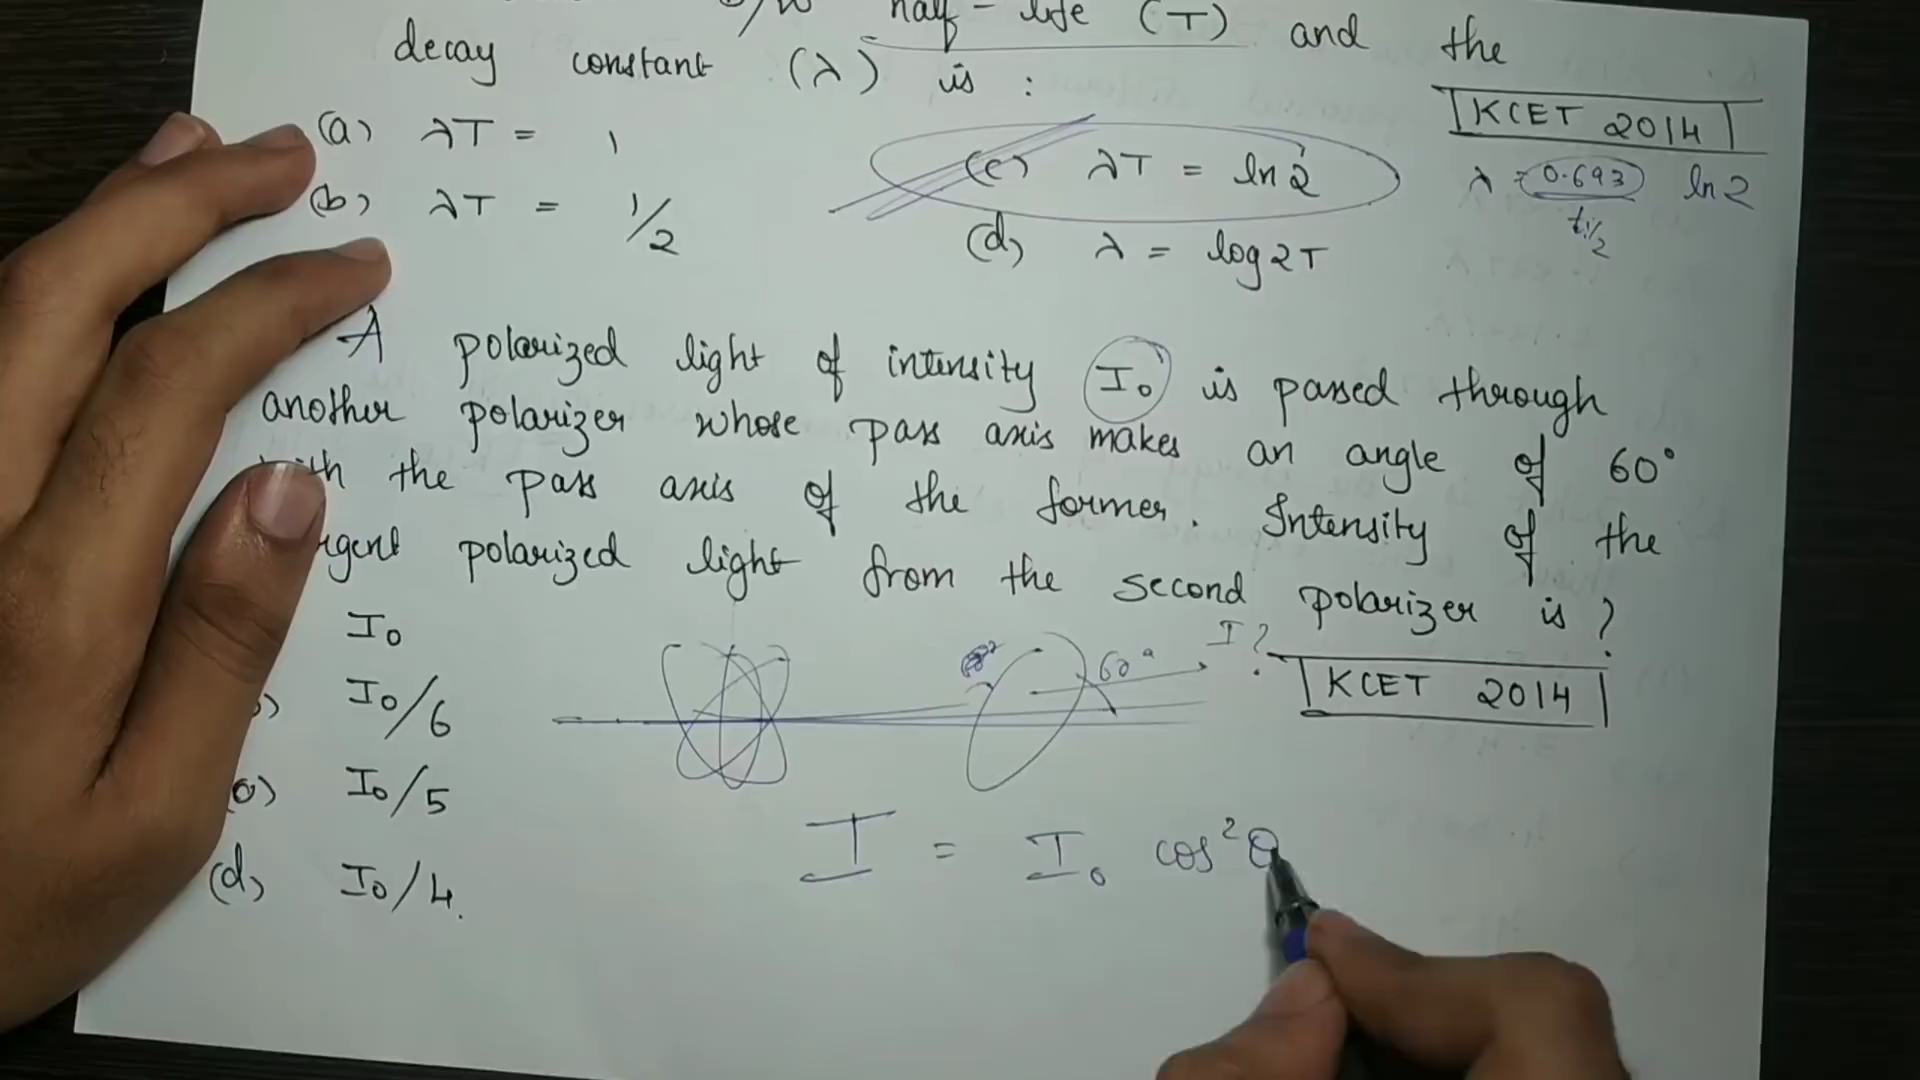 half-life (T) and the
decay constant (λ) is :
KCET 2014
(a) λT = 1
(c) λT = ln 2
λ = 0.693 ln 2
t1/2
(b) λT = 1/2
(d) λ = log 2T
A polarized light of intensity I₀ is passed through
another polarizer whose pass axis makes an angle of 60°
the pass axis of the former. Intensity of the
polarized light from the second polarizer is ?
I₀
60°
I?
KCET 2014
I₀/6
I₀/5
(d) I₀/4.
I = I₀ cos²θ